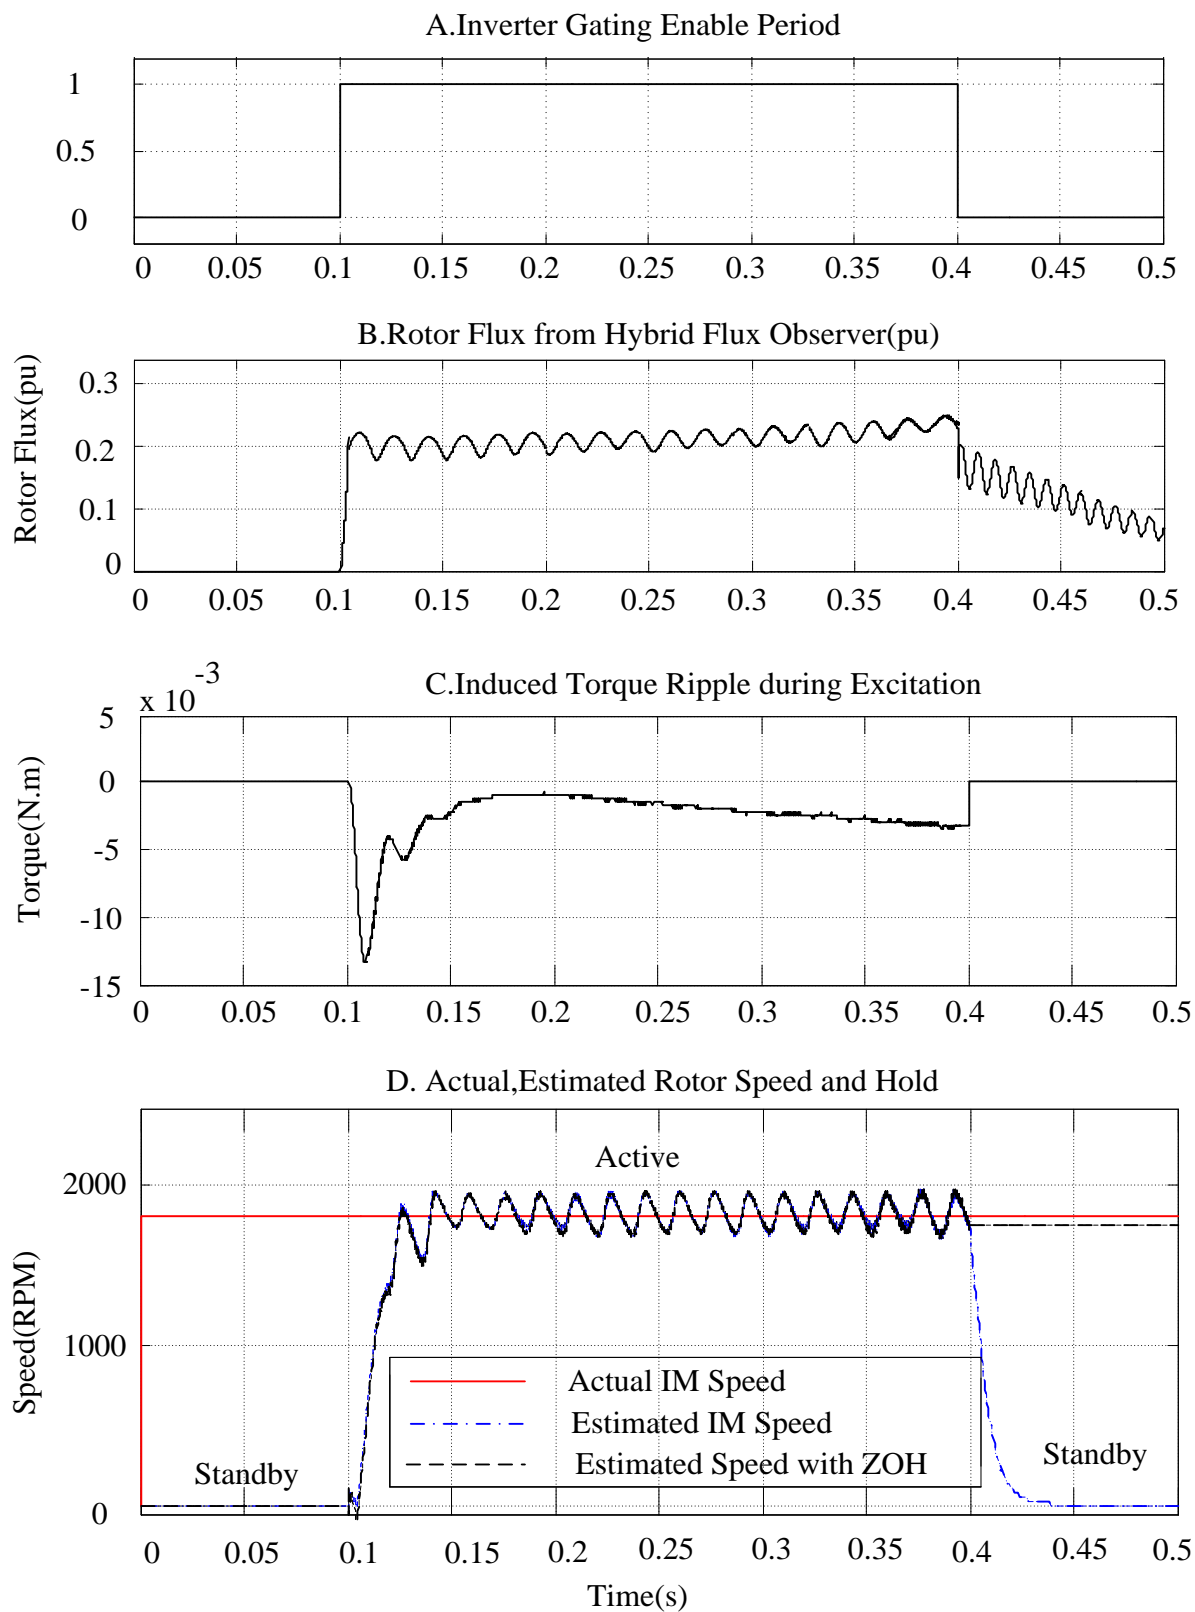 A.Inverter Gating Enable Period
1
0.5
0
0 0.05 0.1 0.15 0.2 0.25 0.3 0.35 0.4 0.45 0.5
B.Rotor Flux from Hybrid Flux Observer(pu)
Rotor Flux(pu)
0.3
0.2
0.1
0
0 0.05 0.1 0.15 0.2 0.25 0.3 0.35 0.4 0.45 0.5
x 10-3
C.Induced Torque Ripple during Excitation
Torque(N.m)
5
0
-5
-10
-15
0 0.05 0.1 0.15 0.2 0.25 0.3 0.35 0.4 0.45 0.5
D. Actual,Estimated Rotor Speed and Hold
Speed(RPM)
Active
2000
1000
Actual IM Speed
Estimated IM Speed
Estimated Speed with ZOH
Standby
Standby
0
0 0.05 0.1 0.15 0.2 0.25 0.3 0.35 0.4 0.45 0.5
Time(s)